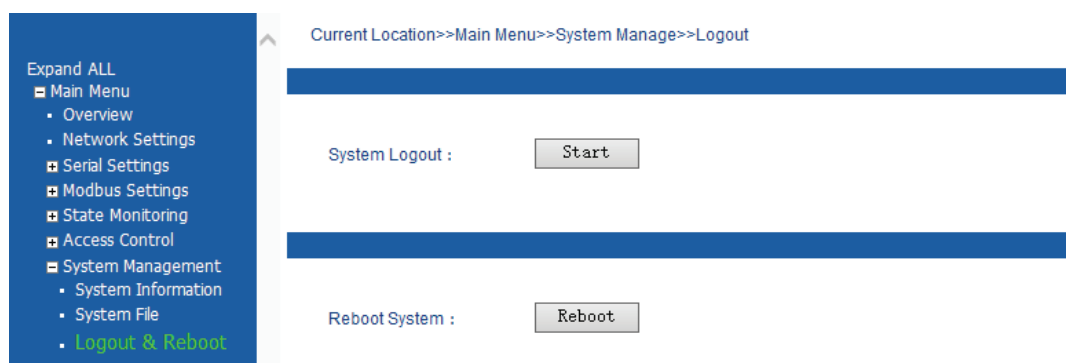 Current Location>>Main Menu>>System Manage>>Logout
Expand ALL
Main Menu
Overview
Network Settings
Serial Settings
Modbus Settings
State Monitoring
Access Control
System Management
System Information
System File
Logout & Reboot
System Logout :
Start
Reboot System :
Reboot